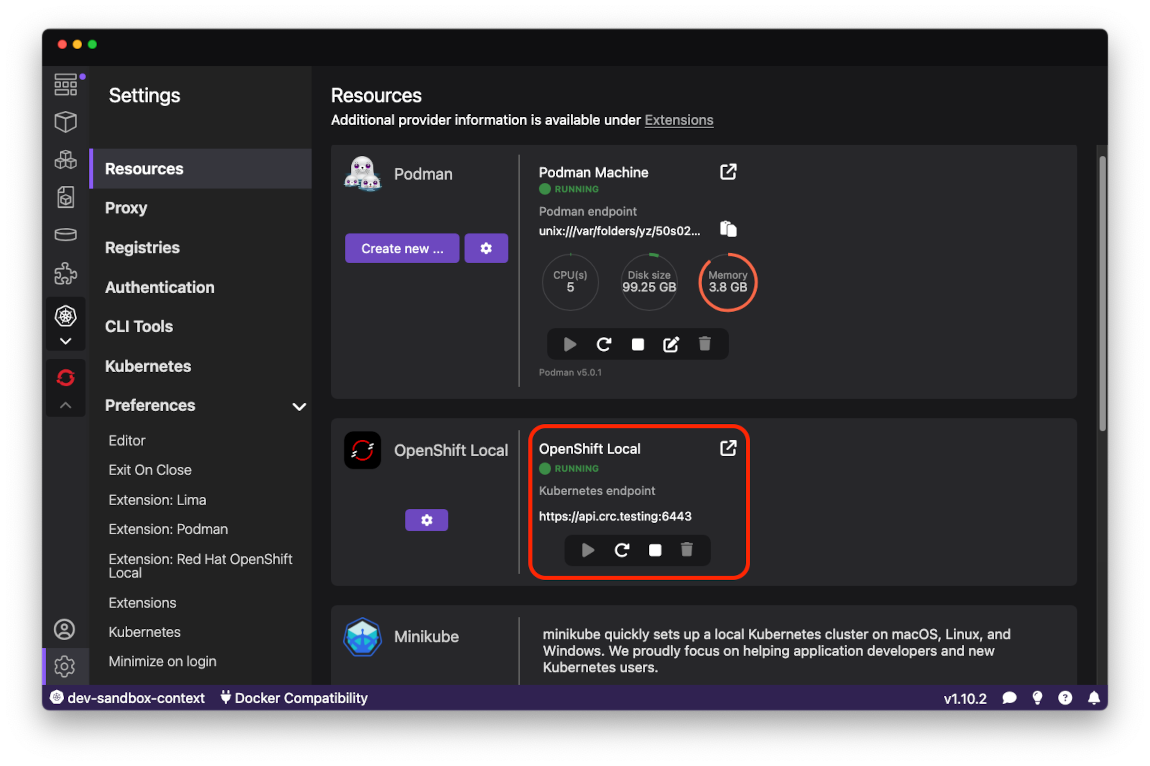 Settings
Resources
Proxy
Registries
Authentication
CLI Tools
Kubernetes
Preferences
Editor
Exit On Close
Extension: Lima
Extension: Podman
Extension: Red Hat OpenShift
Local
Extensions
Kubernetes
Minimize on login
Resources
Additional provider information is available under Extensions
Podman
Create new ...
Podman Machine
RUNNING
Podman endpoint
unix:///var/folders/yz/50s02...
CPU(s)
5
Disk size
99.25 GB
Memory
3.8 GB
Podman v5.0.1
OpenShift Local
OpenShift Local
RUNNING
Kubernetes endpoint
https://api.crc.testing:6443
Minikube
minikube quickly sets up a local Kubernetes cluster on macOS, Linux, and
Windows. We proudly focus on helping application developers and new
Kubernetes users.
dev-sandbox-context
Docker Compatibility
v1.10.2